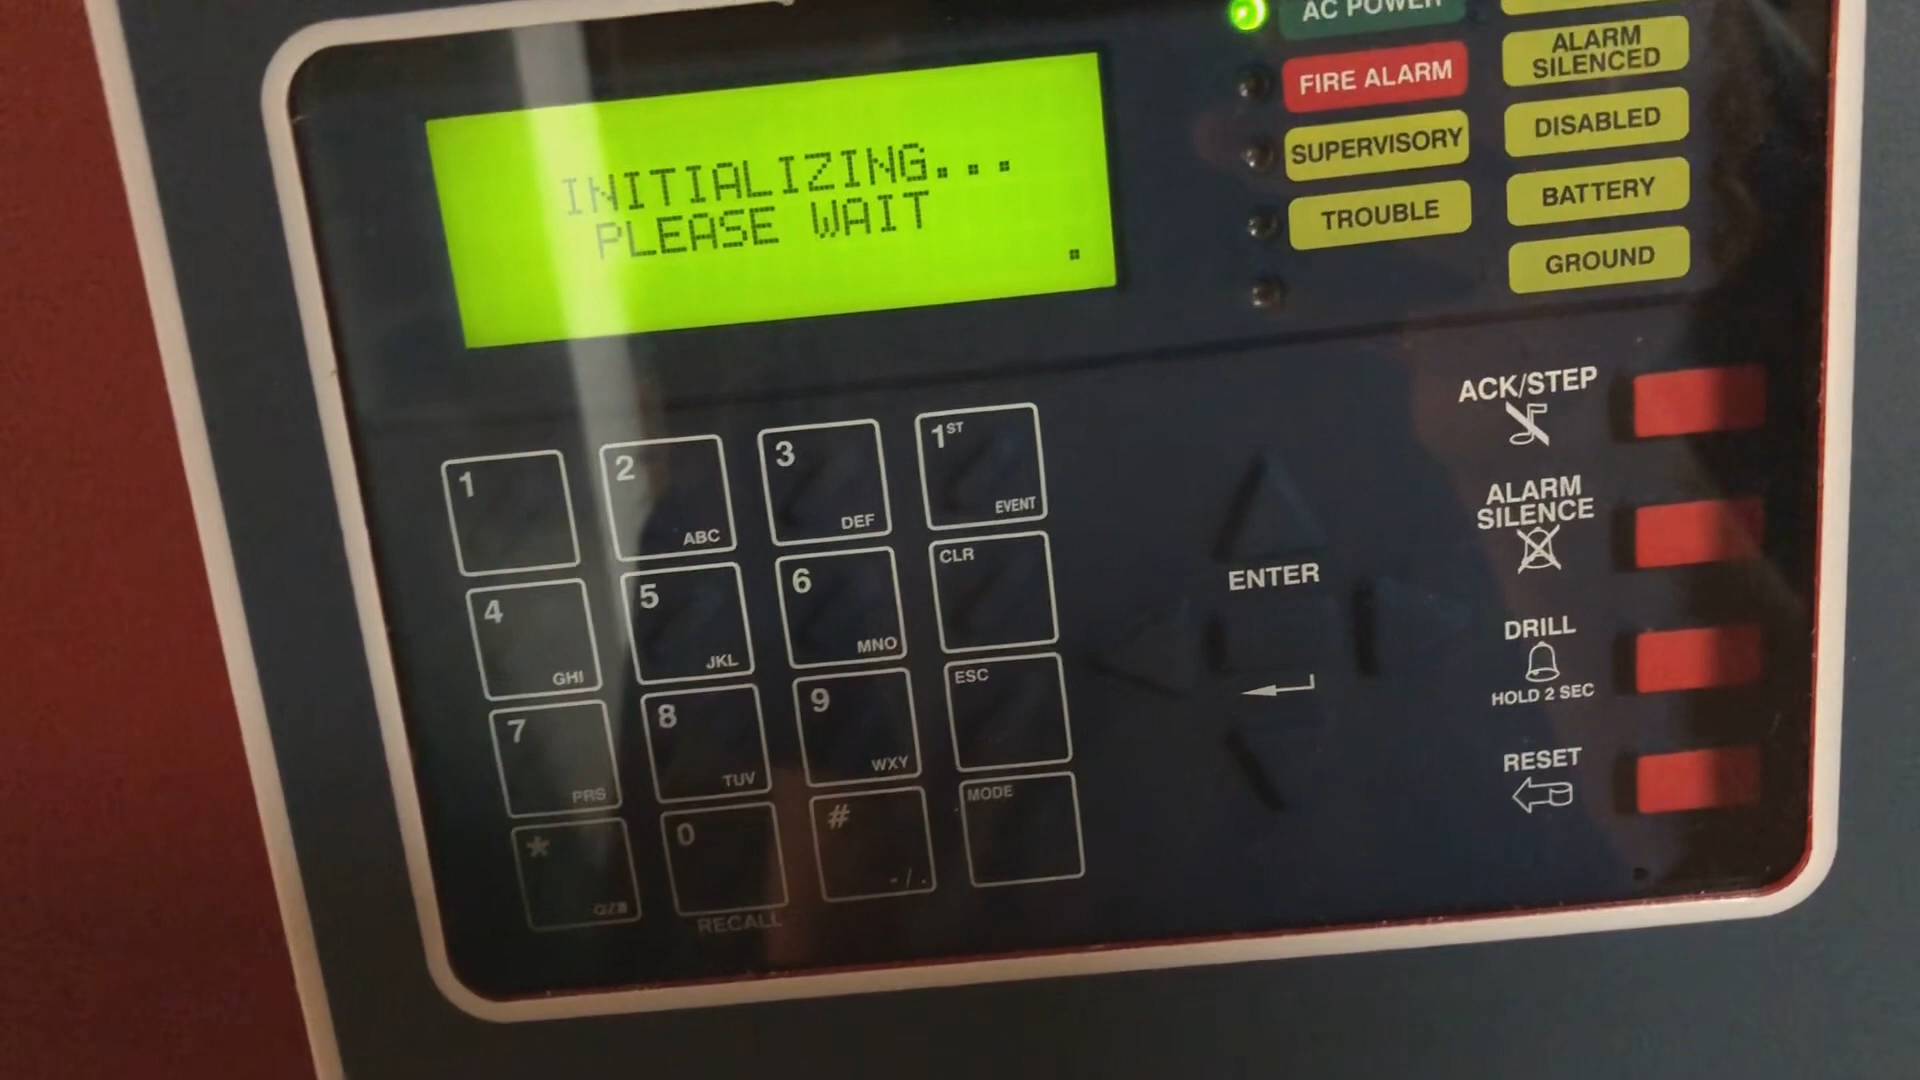 INITIALIZING...
PLEASE WAIT
.
AC POWER
FIRE ALARM
SUPERVISORY
TROUBLE
ALARM
SILENCED
DISABLED
BATTERY
GROUND
1
2 ABC
3 DEF
1ST EVENT
4 GHI
5 JKL
6 MNO
CLR
7 PRS
8 TUV
9 WXY
ESC
*
0
# - / .
MODE
RECALL
ENTER
ACK/STEP
ALARM
SILENCE
DRILL
HOLD 2 SEC
RESET